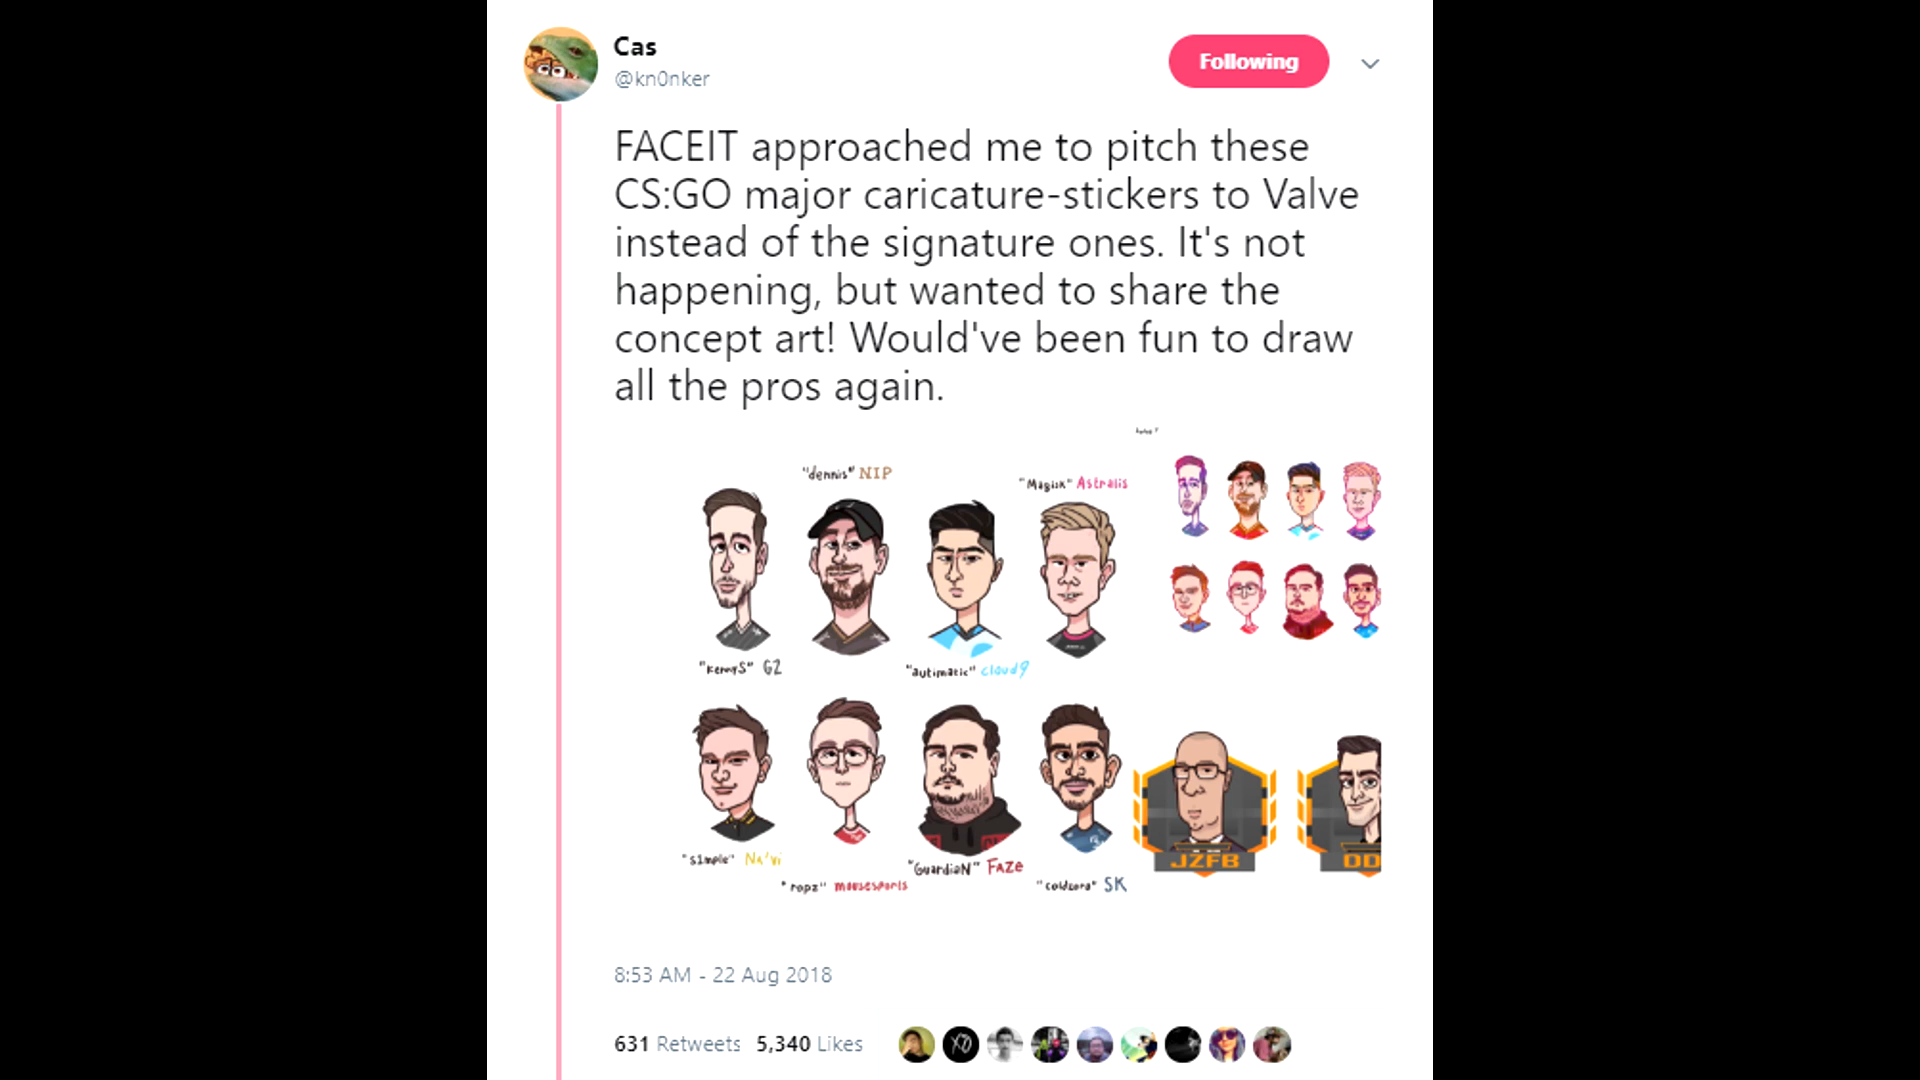 Cas
@kn0nker
Following
FACEIT approached me to pitch these
CS:GO major caricature-stickers to Valve
instead of the signature ones. It's not
happening, but wanted to share the
concept art! Would've been fun to draw
all the pros again.
"dennis" NIP
"Magisk" Astralis
"KennyS" G2
"autimatic" cloud9
"s1mple" Na'Vi
"ropz" mousesports
"GuardiaN" FaZe
"coldzera" SK
JZFB
DD
8:53 AM - 22 Aug 2018
631 Retweets 5,340 Likes
XO